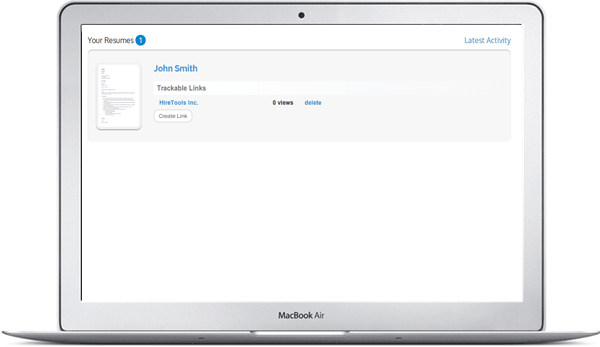 Your Resumes 1 Latest Activity
John Smith
Trackable Links
HireTools Inc. 0 views delete
Create Link
MacBook Air